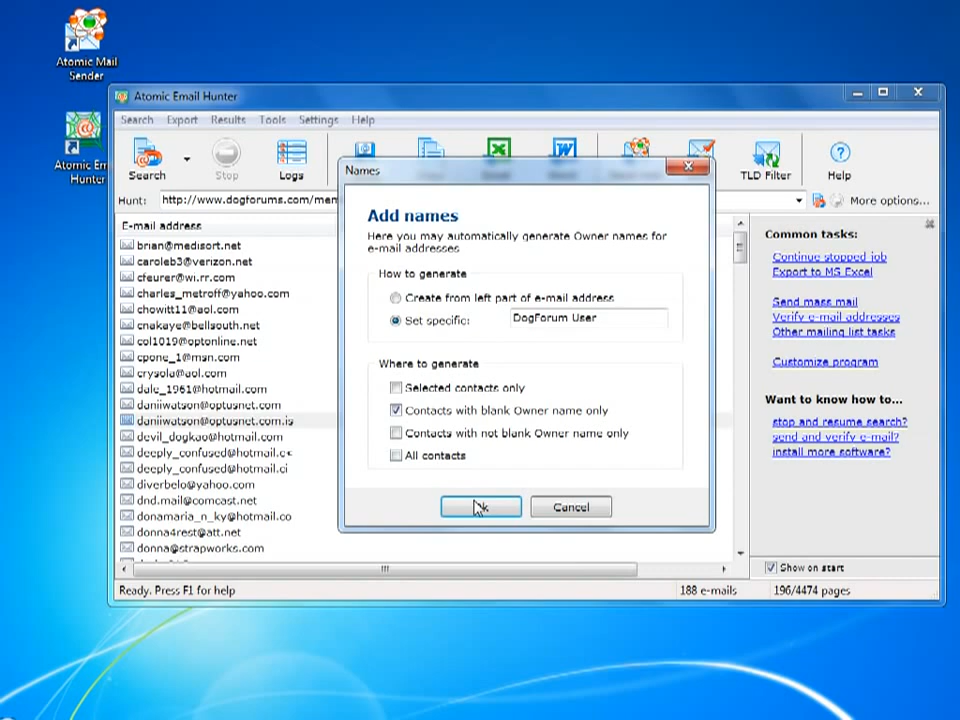 Atomic Mail
Sender
Atomic Em
Hunter
Atomic Email Hunter
Search Export Results Tools Settings Help
Search Stop Logs TLD Filter Help
Hunt: http://www.dogforums.com/mem More options...
E-mail address
brian@medisort.net
caroleb3@verizon.net
cfeurer@wi.rr.com
charles_metroff@yahoo.com
chowitt11@aol.com
cnakaye@bellsouth.net
col1019@optonline.net
cpone_1@msn.com
crysola@aol.com
dale_1961@hotmail.com
daniiwatson@optusnet.com
daniiwatson@optusnet.com.is
devil_dogkao@hotmail.com
deeply_confused@hotmail.c
deeply_confused@hotmail.ci
diverbelo@yahoo.com
dnd.mail@comcast.net
donamaria_n_ky@hotmail.co
donna4rest@att.net
donna@strapworks.com
Names
Add names
Here you may automatically generate Owner names for
e-mail addresses
How to generate
Create from left part of e-mail address
Set specific: DogForum User
Where to generate
Selected contacts only
Contacts with blank Owner name only
Contacts with not blank Owner name only
All contacts
Cancel
Common tasks:
Continue stopped job
Export to MS Excel
Send mass mail
Verify e-mail addresses
Other mailing list tasks
Customize program
Want to know how to...
stop and resume search?
send and verify e-mail?
install more software?
Show on start
Ready. Press F1 for help 188 e-mails 196/4474 pages